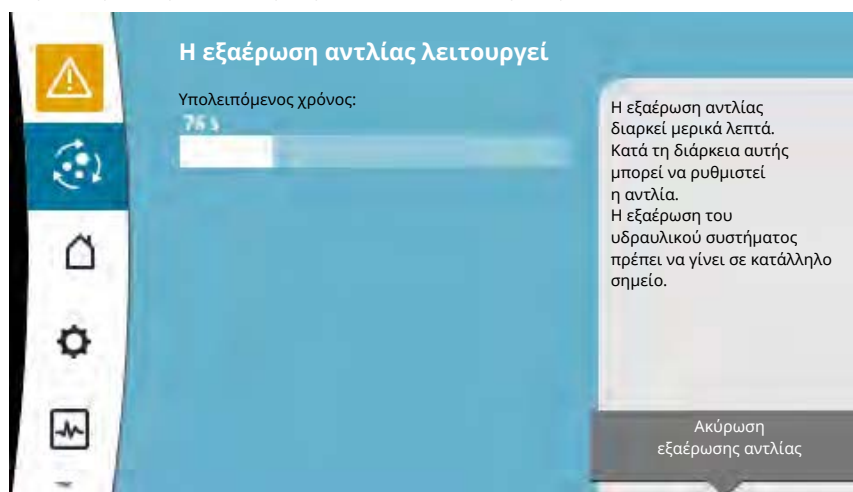 Η εξαέρωση αντλίας λειτουργεί
Υπολειπόμενος χρόνος:
76 s
Η εξαέρωση αντλίας
διαρκεί μερικά λεπτά.
Κατά τη διάρκεια αυτής
μπορεί να ρυθμιστεί
η αντλία.
Η εξαέρωση του
υδραυλικού συστήματος
πρέπει να γίνει σε κατάλληλο
σημείο.
Ακύρωση
εξαέρωσης αντλίας